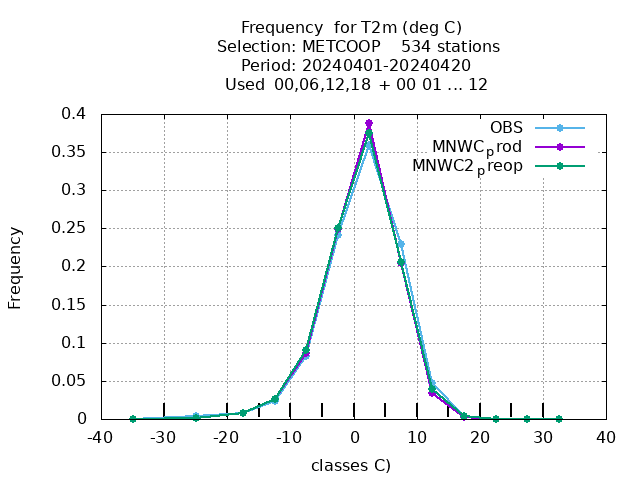 Frequency  for T2m (deg C)
Selection: METCOOP    534 stations
Period: 20240401-20240420
Used  00,06,12,18  + 00 01 ... 12
OBS
MNWCprod
MNWC2preop
0.4
0.35
0.3
0.25
0.2
0.15
0.1
0.05
0
Frequency
-40 -30 -20 -10 0 10 20 30 40
classes C)